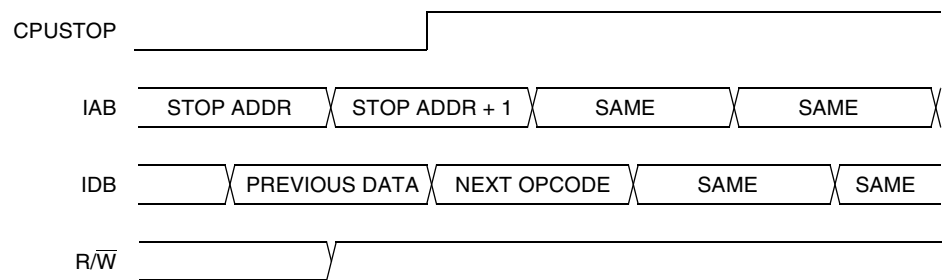 CPUSTOP
IAB STOP ADDR STOP ADDR + 1 SAME SAME
IDB PREVIOUS DATA NEXT OPCODE SAME SAME
R/W̅